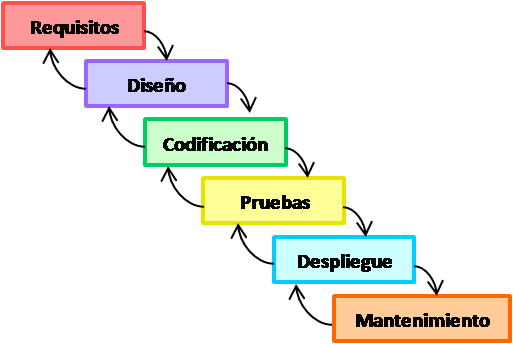 Requisitos
Diseño
Codificación
Pruebas
Despliegue
Mantenimiento